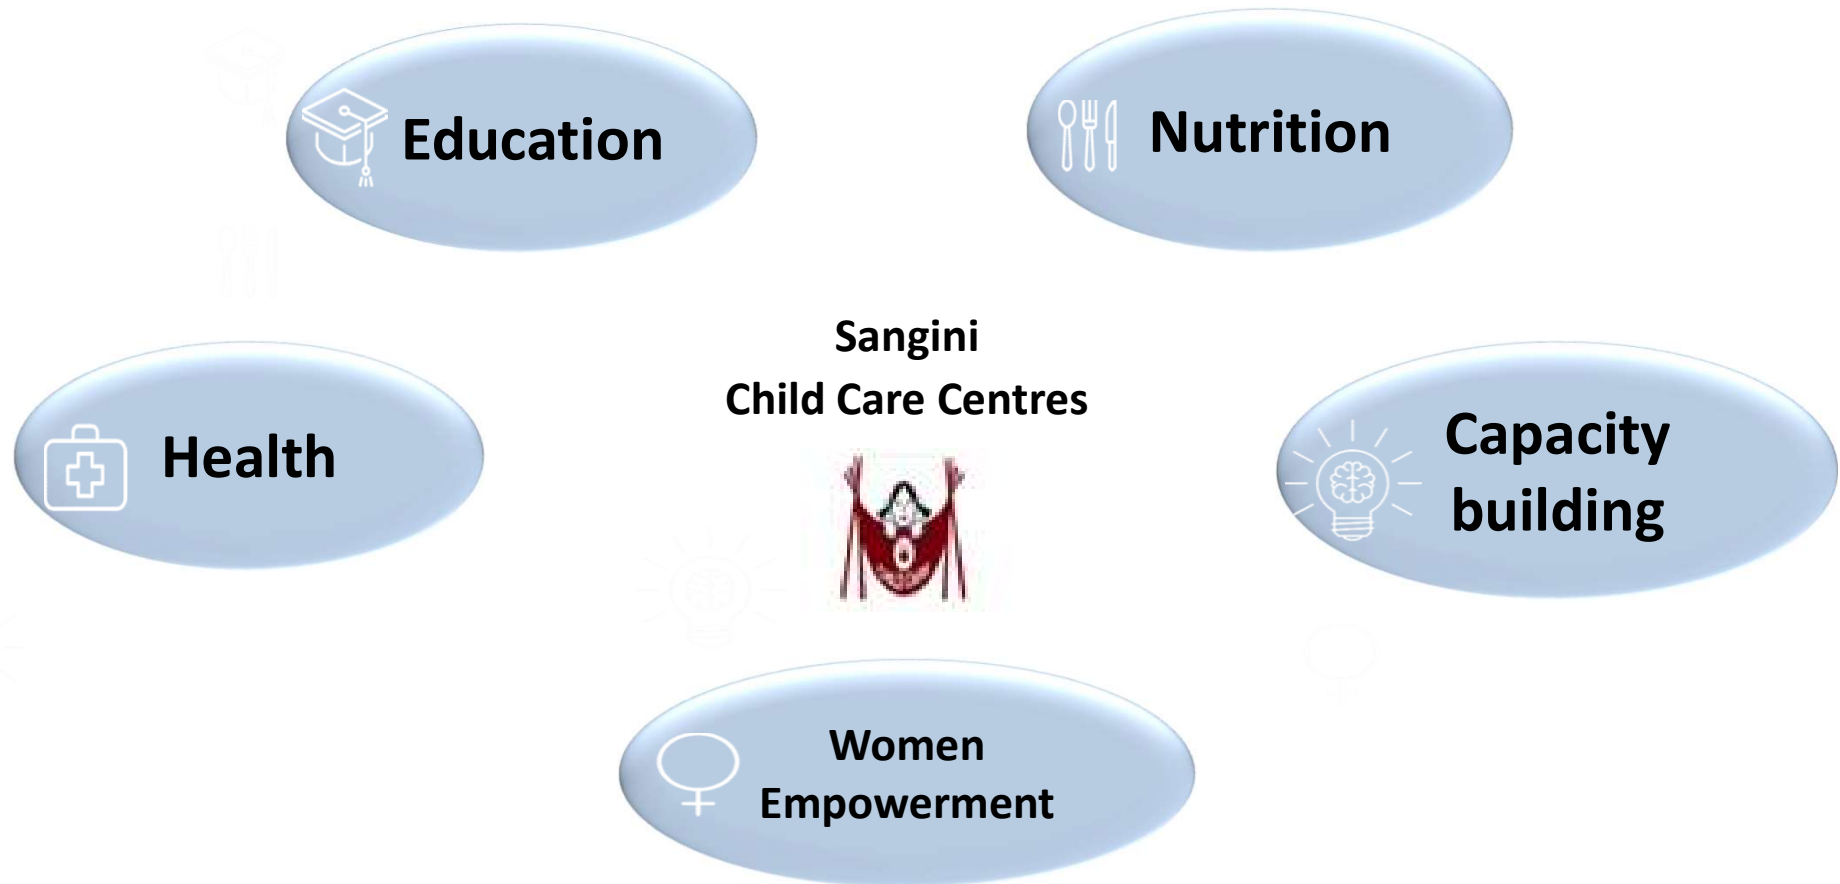 Education
Nutrition
Sangini
Child Care Centres
Health
Capacity
building
Women
Empowerment